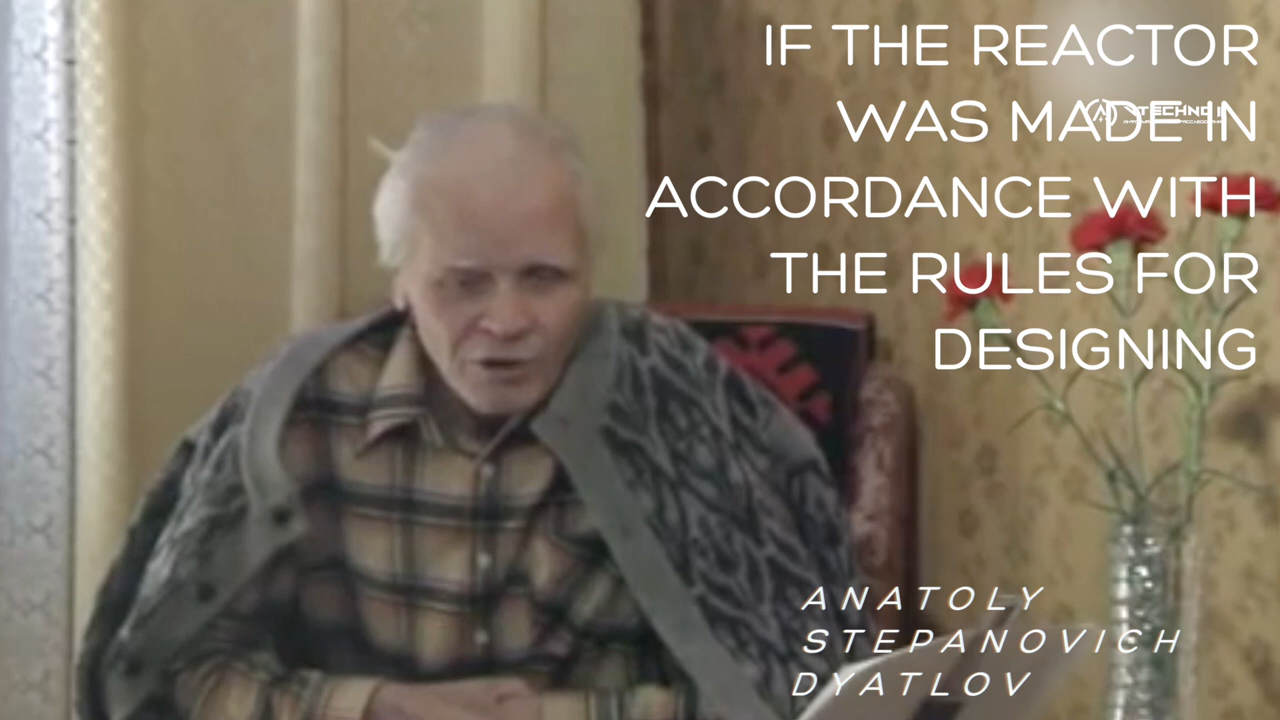 IF THE REACTOR
WAS MADE IN
ACCORDANCE WITH
THE RULES FOR
DESIGNING
ANATOLY
STEPANOVICH
DYATLOV